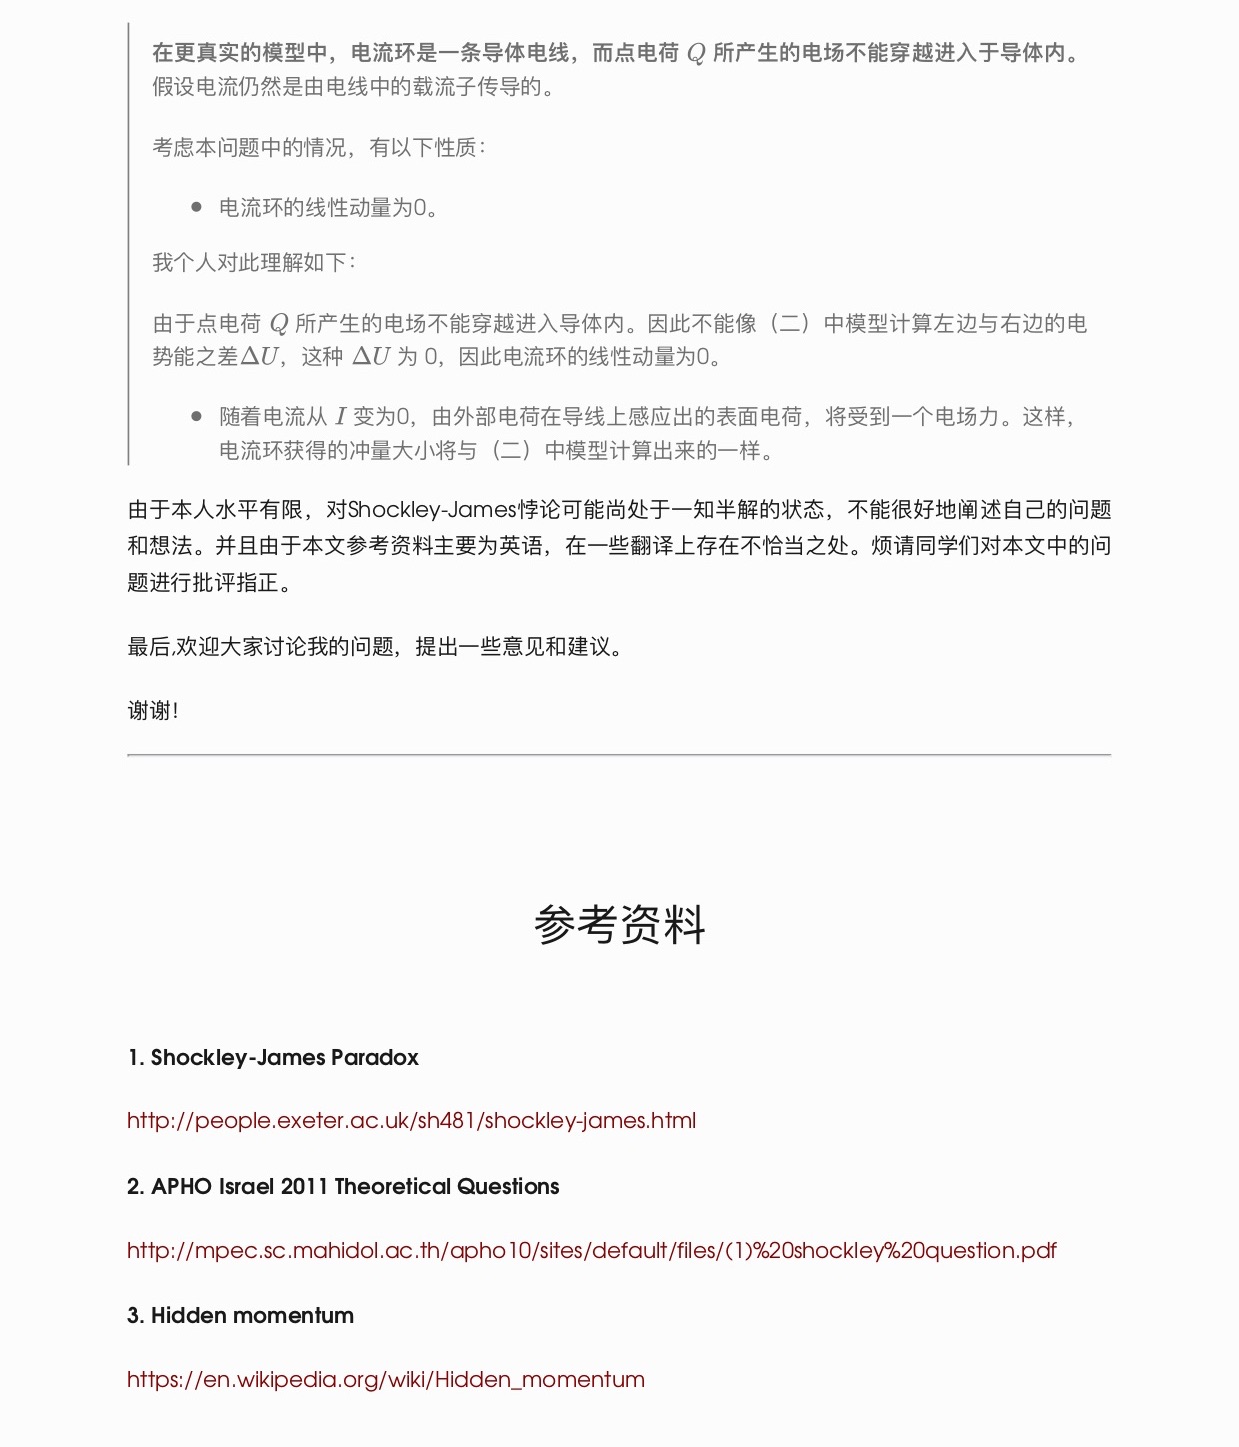 在更真实的模型中，电流环是一条导体电线，而点电荷 Q 所产生的电场不能穿越进入于导体内。
假设电流仍然是由电线中的载流子传导的。
考虑本问题中的情况，有以下性质：
● 电流环的线性动量为0。
我个人对此理解如下：
由于点电荷 Q 所产生的电场不能穿越进入导体内。因此不能像（二）中模型计算左边与右边的电
势能之差ΔU，这种 ΔU 为 0，因此电流环的线性动量为0。
● 随着电流从 I 变为0，由外部电荷在导线上感应出的表面电荷，将受到一个电场力。这样，
电流环获得的冲量大小将与（二）中模型计算出来的一样。
由于本人水平有限，对Shockley-James悖论可能尚处于一知半解的状态，不能很好地阐述自己的问题
和想法。并且由于本文参考资料主要为英语，在一些翻译上存在不恰当之处。烦请同学们对本文中的问
题进行批评指正。
最后,欢迎大家讨论我的问题，提出一些意见和建议。
谢谢！
参考资料
1. Shockley-James Paradox
http://people.exeter.ac.uk/sh481/shockley-james.html
2. APHO Israel 2011 Theoretical Questions
http://mpec.sc.mahidol.ac.th/apho10/sites/default/files/(1)%20shockley%20question.pdf
3. Hidden momentum
https://en.wikipedia.org/wiki/Hidden_momentum